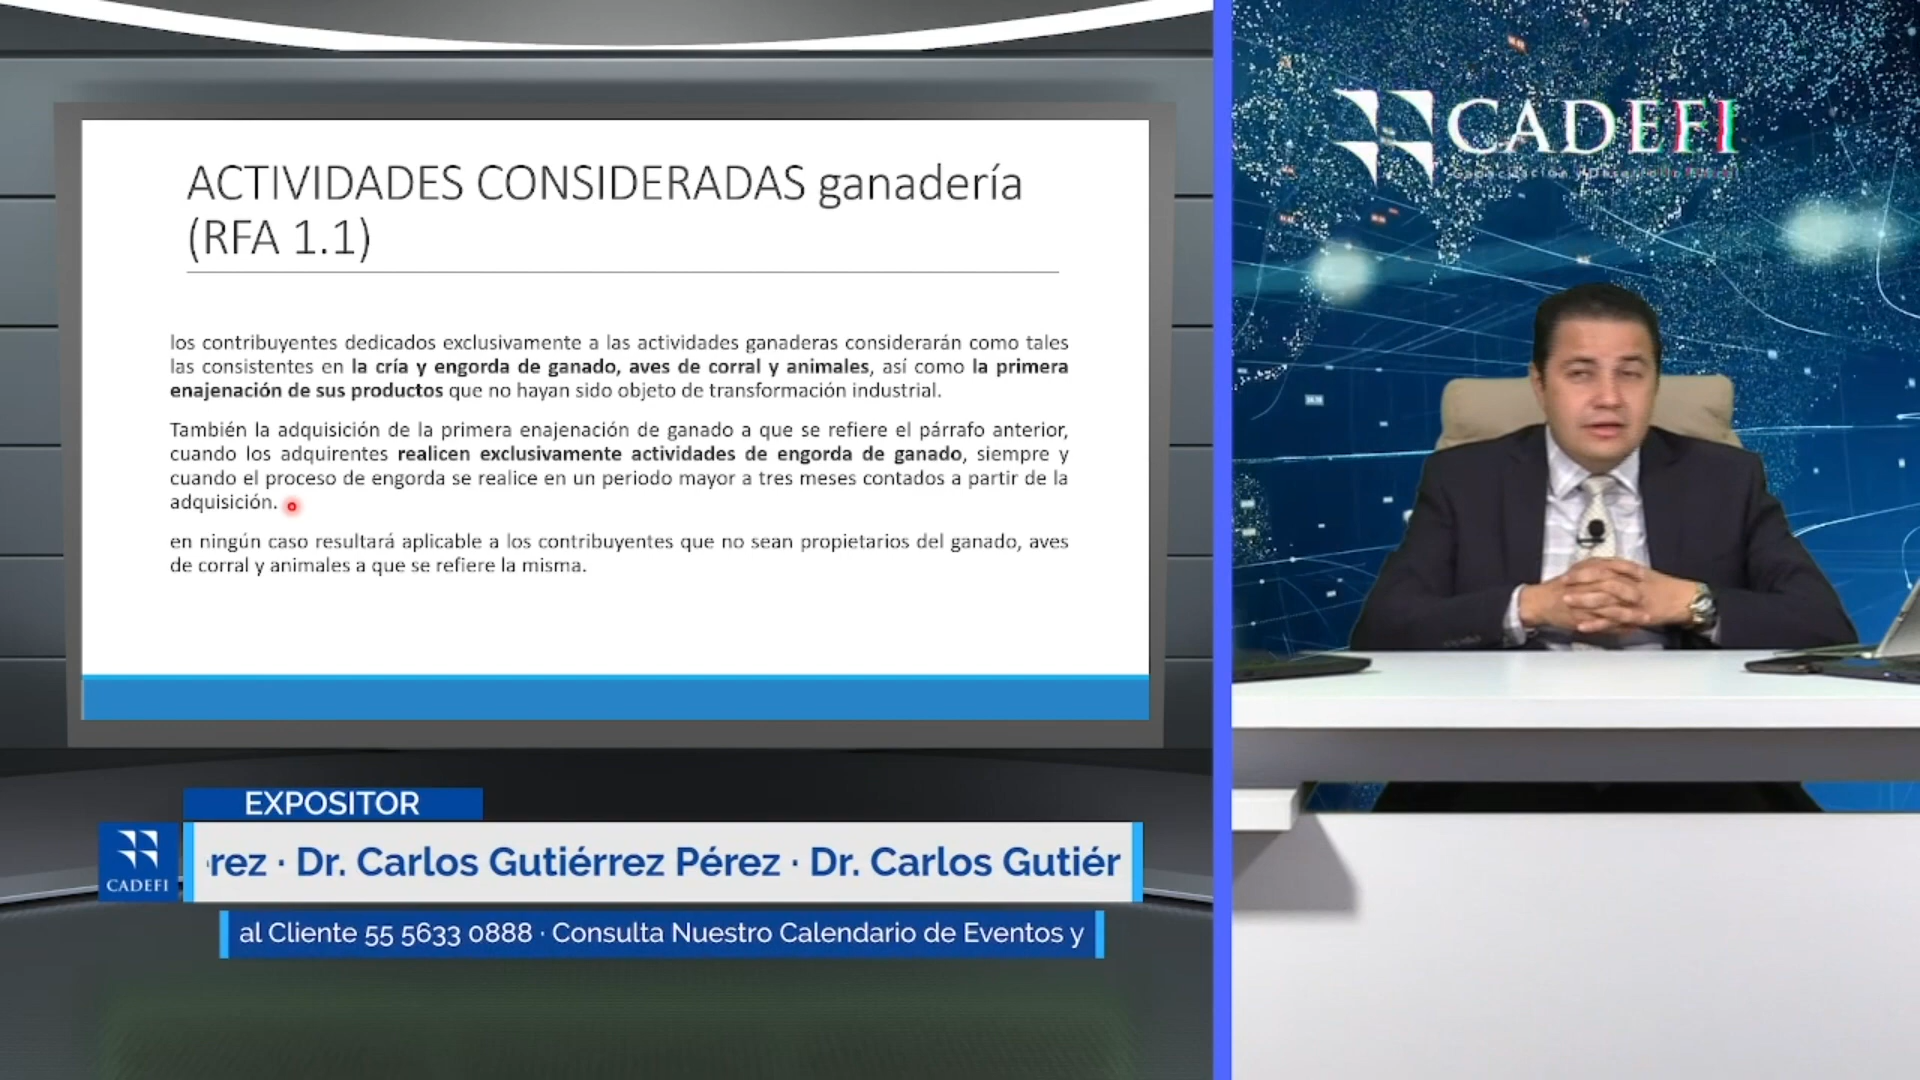 ACTIVIDADES CONSIDERADAS ganadería
(RFA 1.1)
los contribuyentes dedicados exclusivamente a las actividades ganaderas considerarán como tales
las consistentes en la cría y engorda de ganado, aves de corral y animales, así como la primera
enajenación de sus productos que no hayan sido objeto de transformación industrial.
También la adquisición de la primera enajenación de ganado a que se refiere el párrafo anterior,
cuando los adquirentes realicen exclusivamente actividades de engorda de ganado, siempre y
cuando el proceso de engorda se realice en un periodo mayor a tres meses contados a partir de la
adquisición.
en ningún caso resultará aplicable a los contribuyentes que no sean propietarios del ganado, aves
de corral y animales a que se refiere la misma.
EXPOSITOR
rez · Dr. Carlos Gutiérrez Pérez · Dr. Carlos Gutiér
CADEFI
al Cliente 55 5633 0888 · Consulta Nuestro Calendario de Eventos y
CADEFI